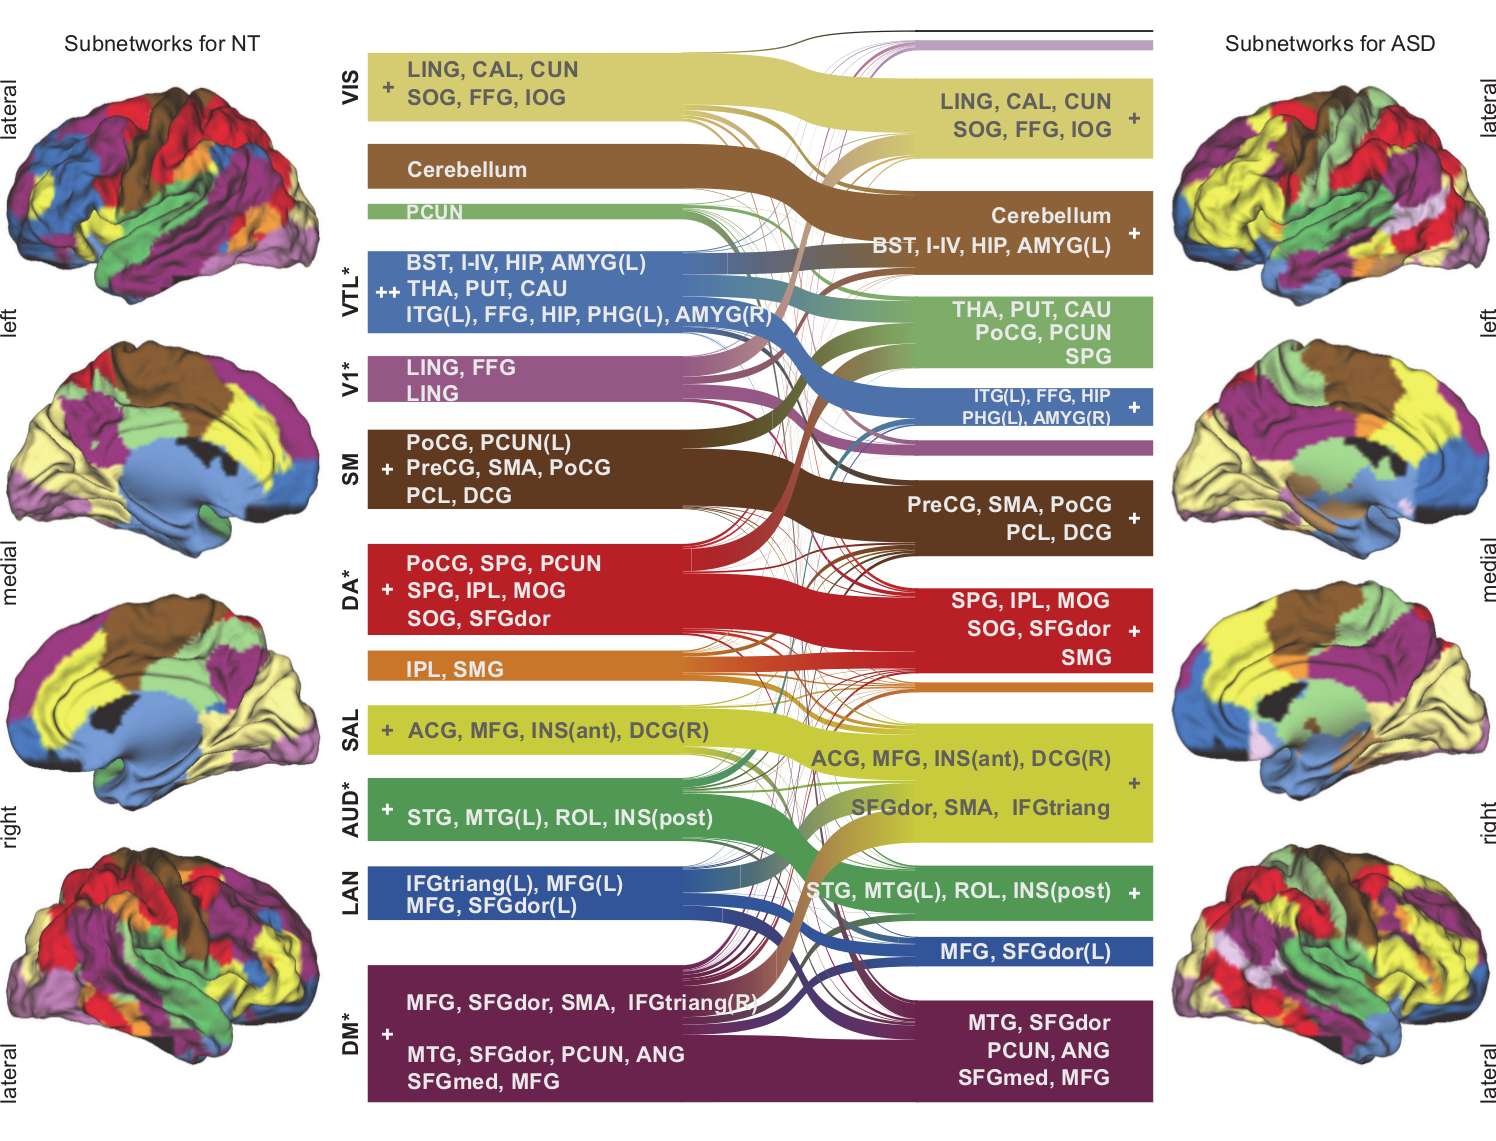 Subnetworks for NT
Subnetworks for ASD
lateral
left
medial
right
lateral
VIS
+
LING, CAL, CUN
SOG, FFG, IOG
Cerebellum
PCUN
VTL*
++
BST, I-IV, HIP, AMYG(L)
THA, PUT, CAU
ITG(L), FFG, HIP, PHG(L), AMYG(R)
V1*
LING, FFG
LING
SM
+
PoCG, PCUN(L)
PreCG, SMA, PoCG
PCL, DCG
DA*
+
PoCG, SPG, PCUN
SPG, IPL, MOG
SOG, SFGdor
IPL, SMG
SAL
+
ACG, MFG, INS(ant), DCG(R)
AUD*
+
STG, MTG(L), ROL, INS(post)
LAN
IFGtriang(L), MFG(L)
MFG, SFGdor(L)
DM*
+
MFG, SFGdor, SMA, IFGtriang(R)
MTG, SFGdor, PCUN, ANG
SFGmed, MFG
LING, CAL, CUN
SOG, FFG, IOG
+
Cerebellum
BST, I-IV, HIP, AMYG(L)
+
THA, PUT, CAU
PoCG, PCUN
SPG
ITG(L), FFG, HIP
PHG(L), AMYG(R)
+
PreCG, SMA, PoCG
PCL, DCG
+
SPG, IPL, MOG
SOG, SFGdor
SMG
+
ACG, MFG, INS(ant), DCG(R)
SFGdor, SMA, IFGtriang
+
STG, MTG(L), ROL, INS(post)
+
MFG, SFGdor(L)
MTG, SFGdor
PCUN, ANG
SFGmed, MFG
lateral
left
medial
right
lateral